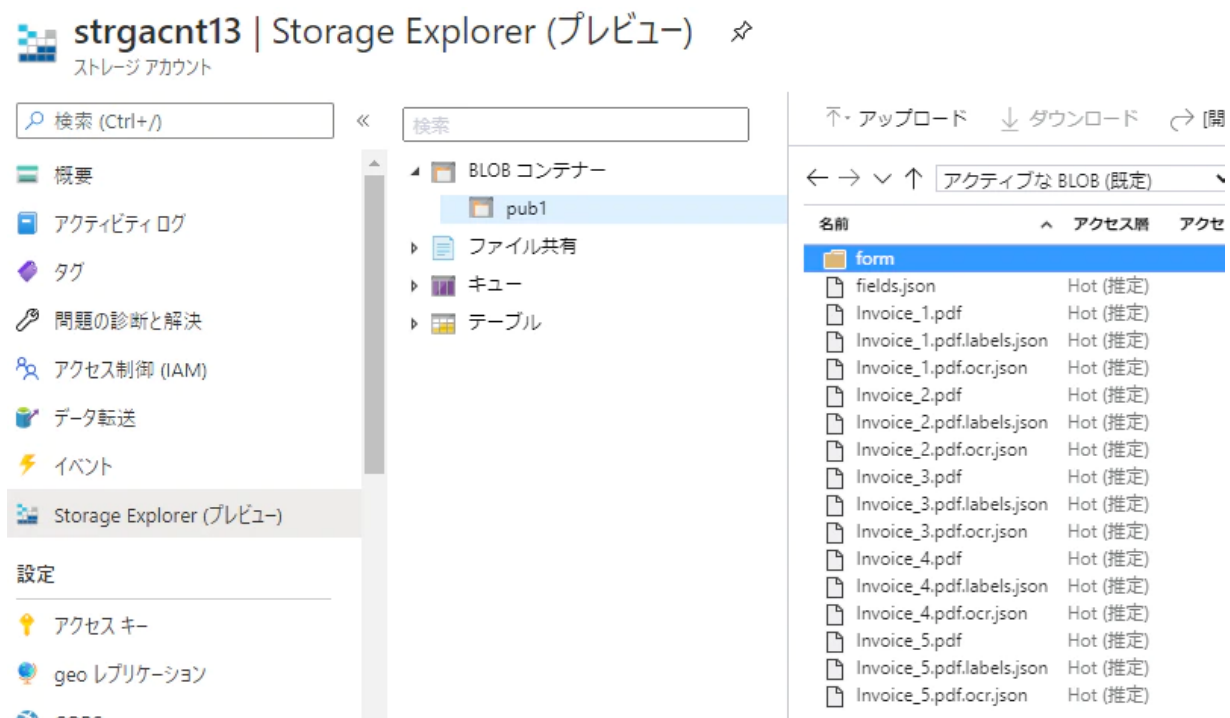 strgacnt13 | Storage Explorer (プレビュー)
ストレージ アカウント
検索 (Ctrl+/)
«
概要
アクティビティ ログ
タグ
問題の診断と解決
アクセス制御 (IAM)
データ転送
イベント
Storage Explorer (プレビュー)
設定
アクセス キー
geo レプリケーション
検索
BLOB コンテナー
pub1
ファイル共有
キュー
テーブル
アップロード ダウンロード [開
アクティブな BLOB (既定)
名前 アクセス層 アクセ
form
fields.json Hot (推定)
Invoice_1.pdf Hot (推定)
Invoice_1.pdf.labels.json Hot (推定)
Invoice_1.pdf.ocr.json Hot (推定)
Invoice_2.pdf Hot (推定)
Invoice_2.pdf.labels.json Hot (推定)
Invoice_2.pdf.ocr.json Hot (推定)
Invoice_3.pdf Hot (推定)
Invoice_3.pdf.labels.json Hot (推定)
Invoice_3.pdf.ocr.json Hot (推定)
Invoice_4.pdf Hot (推定)
Invoice_4.pdf.labels.json Hot (推定)
Invoice_4.pdf.ocr.json Hot (推定)
Invoice_5.pdf Hot (推定)
Invoice_5.pdf.labels.json Hot (推定)
Invoice_5.pdf.ocr.json Hot (推定)